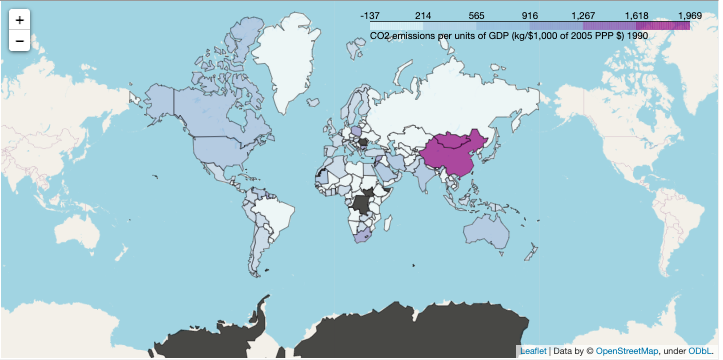 +
−
-137 214 565 916 1,267 1,618 1,969
CO2 emissions per units of GDP (kg/$1,000 of 2005 PPP $) 1990
Leaflet | Data by © OpenStreetMap, under ODbL.